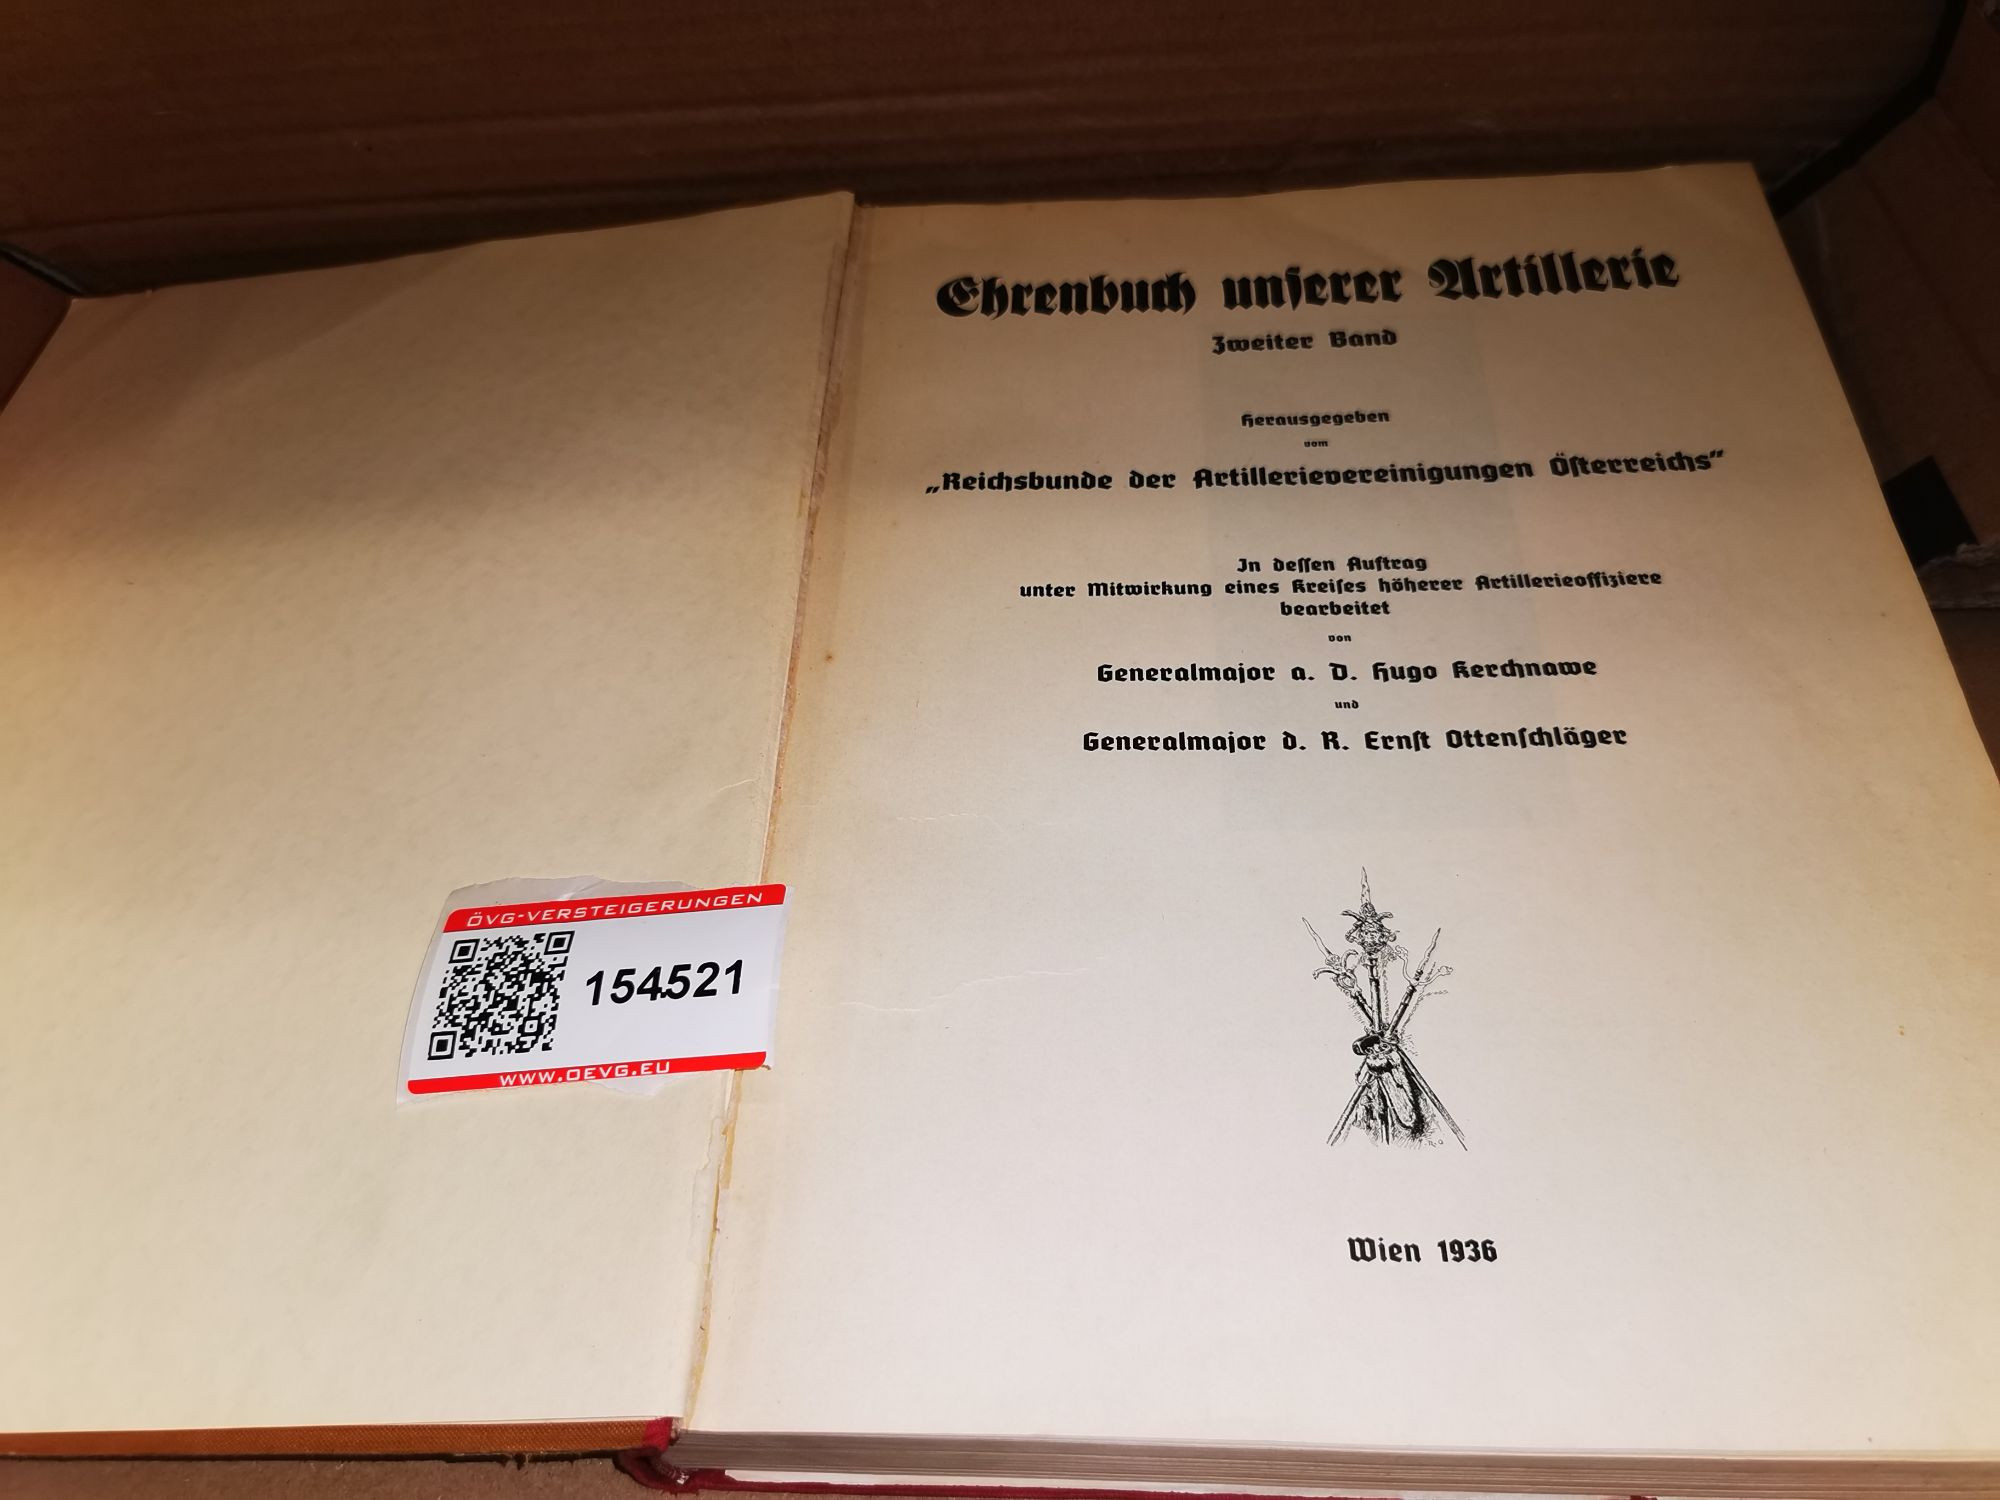 Ehrenbuch unserer Artillerie
Zweiter Band
Herausgegeben
vom
„Reichsbunde der Artillerievereinigungen Österreichs“
In dessen Auftrag
unter Mitwirkung eines Kreises höherer Artillerieoffiziere
bearbeitet
von
Generalmajor a. D. Hugo Kerchnawe
und
Generalmajor d. R. Ernst Ottenschläger
R. G
Wien 1936
ÖVG-VERSTEIGERUNGEN
154521
WWW.OEVG.EU